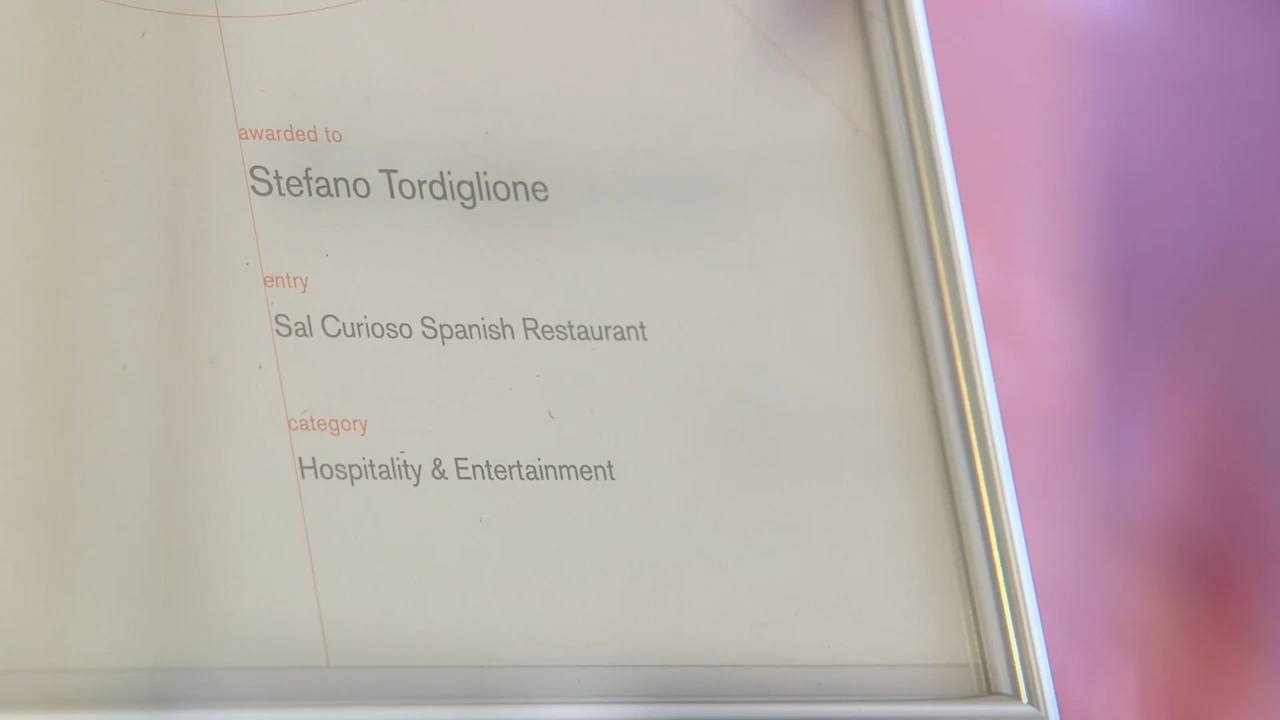 awarded to
Stefano Tordiglione
entry
Sal Curioso Spanish Restaurant
category
Hospitality & Entertainment